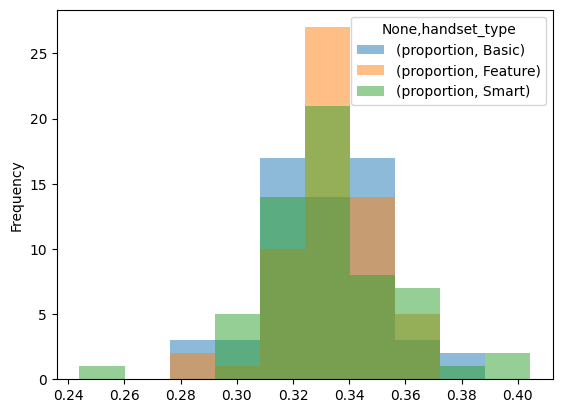 None,handset_type
(proportion, Basic)
(proportion, Feature)
(proportion, Smart)
Frequency
25
20
15
10
5
0
0.24 0.26 0.28 0.30 0.32 0.34 0.36 0.38 0.40